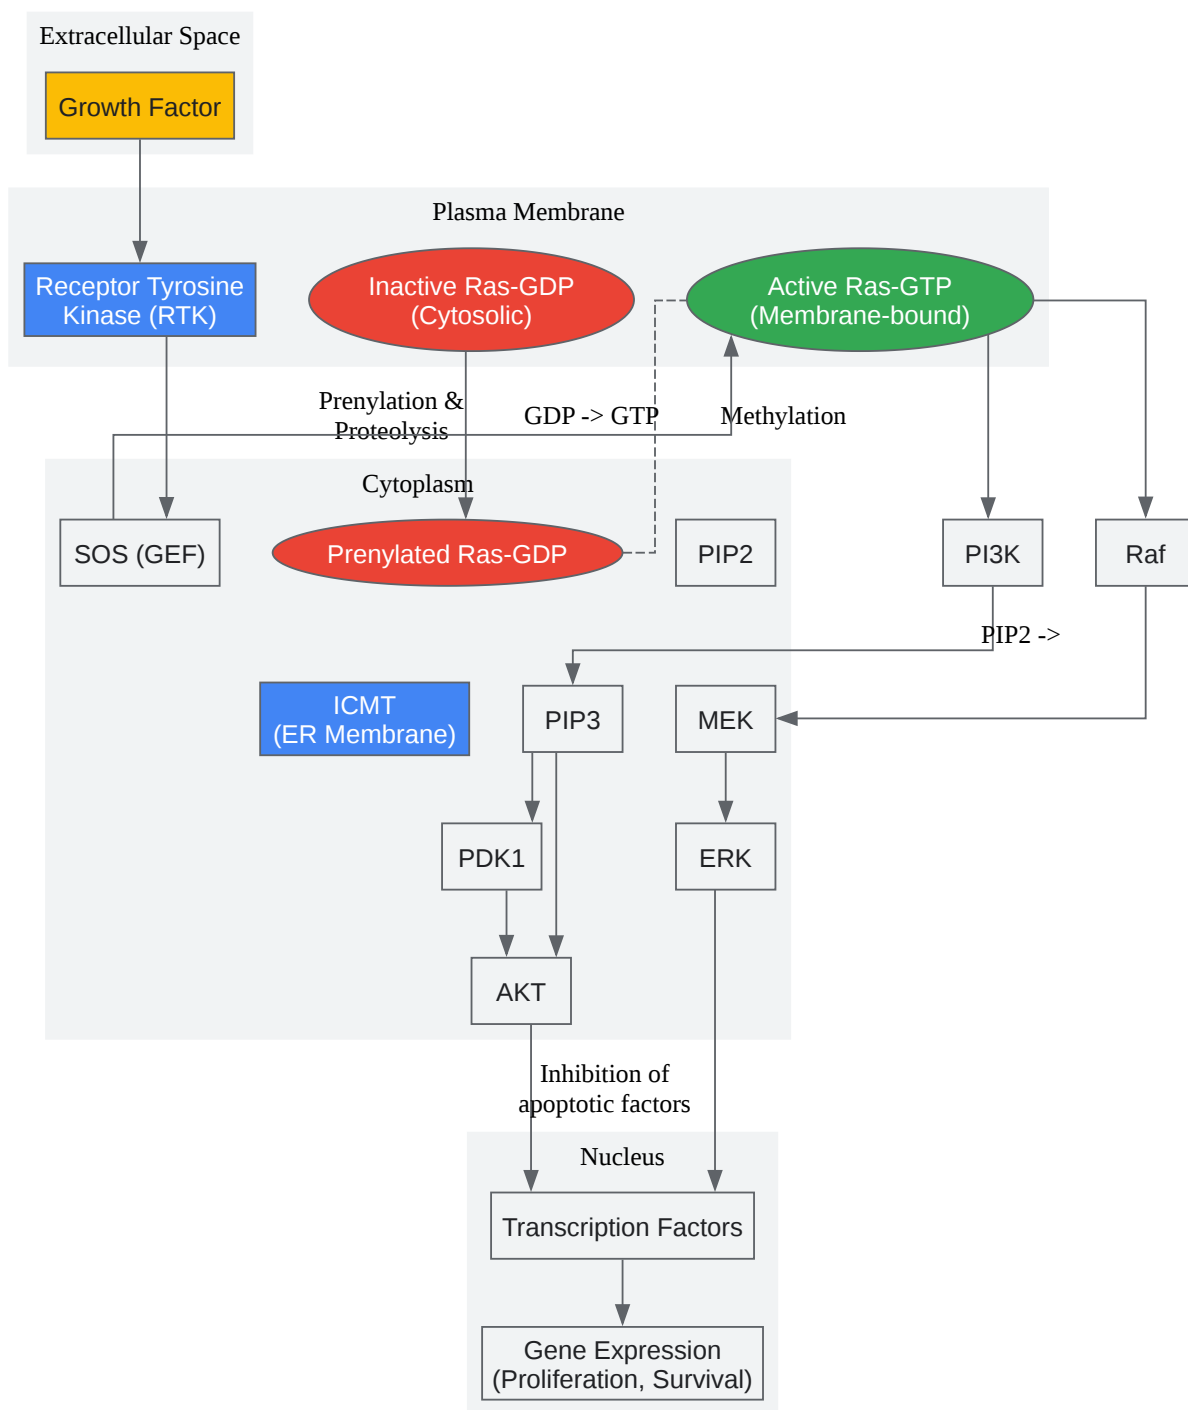 Extracellular Space
Growth Factor
Plasma Membrane
Receptor Tyrosine
Kinase (RTK)
Inactive Ras-GDP
(Cytosolic)
Active Ras-GTP
(Membrane-bound)
Prenylation &
Proteolysis
GDP -> GTP
Methylation
Cytoplasm
SOS (GEF)
Prenylated Ras-GDP
PIP2
PI3K
Raf
PIP2 ->
ICMT
(ER Membrane)
PIP3
MEK
PDK1
ERK
AKT
Inhibition of
apoptotic factors
Nucleus
Transcription Factors
Gene Expression
(Proliferation, Survival)